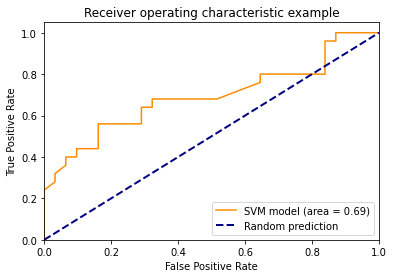 Receiver operating characteristic example
True Positive Rate
1.0
0.8
0.6
0.4
0.2
0.0
SVM model (area = 0.69)
Random prediction
0.0 0.2 0.4 0.6 0.8 1.0
False Positive Rate